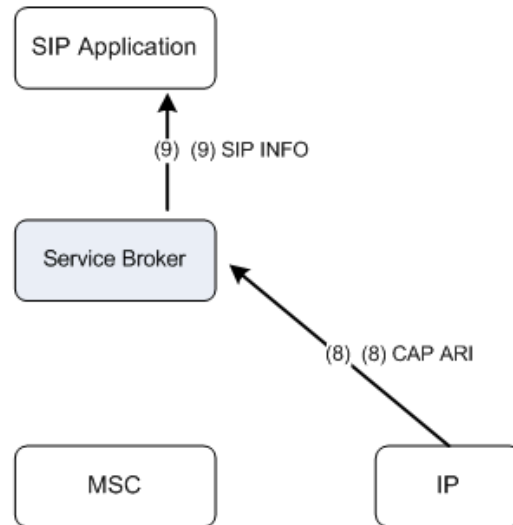 SIP Application
(9) (9) SIP INFO
Service Broker
(8) (8) CAP ARI
MSC
IP